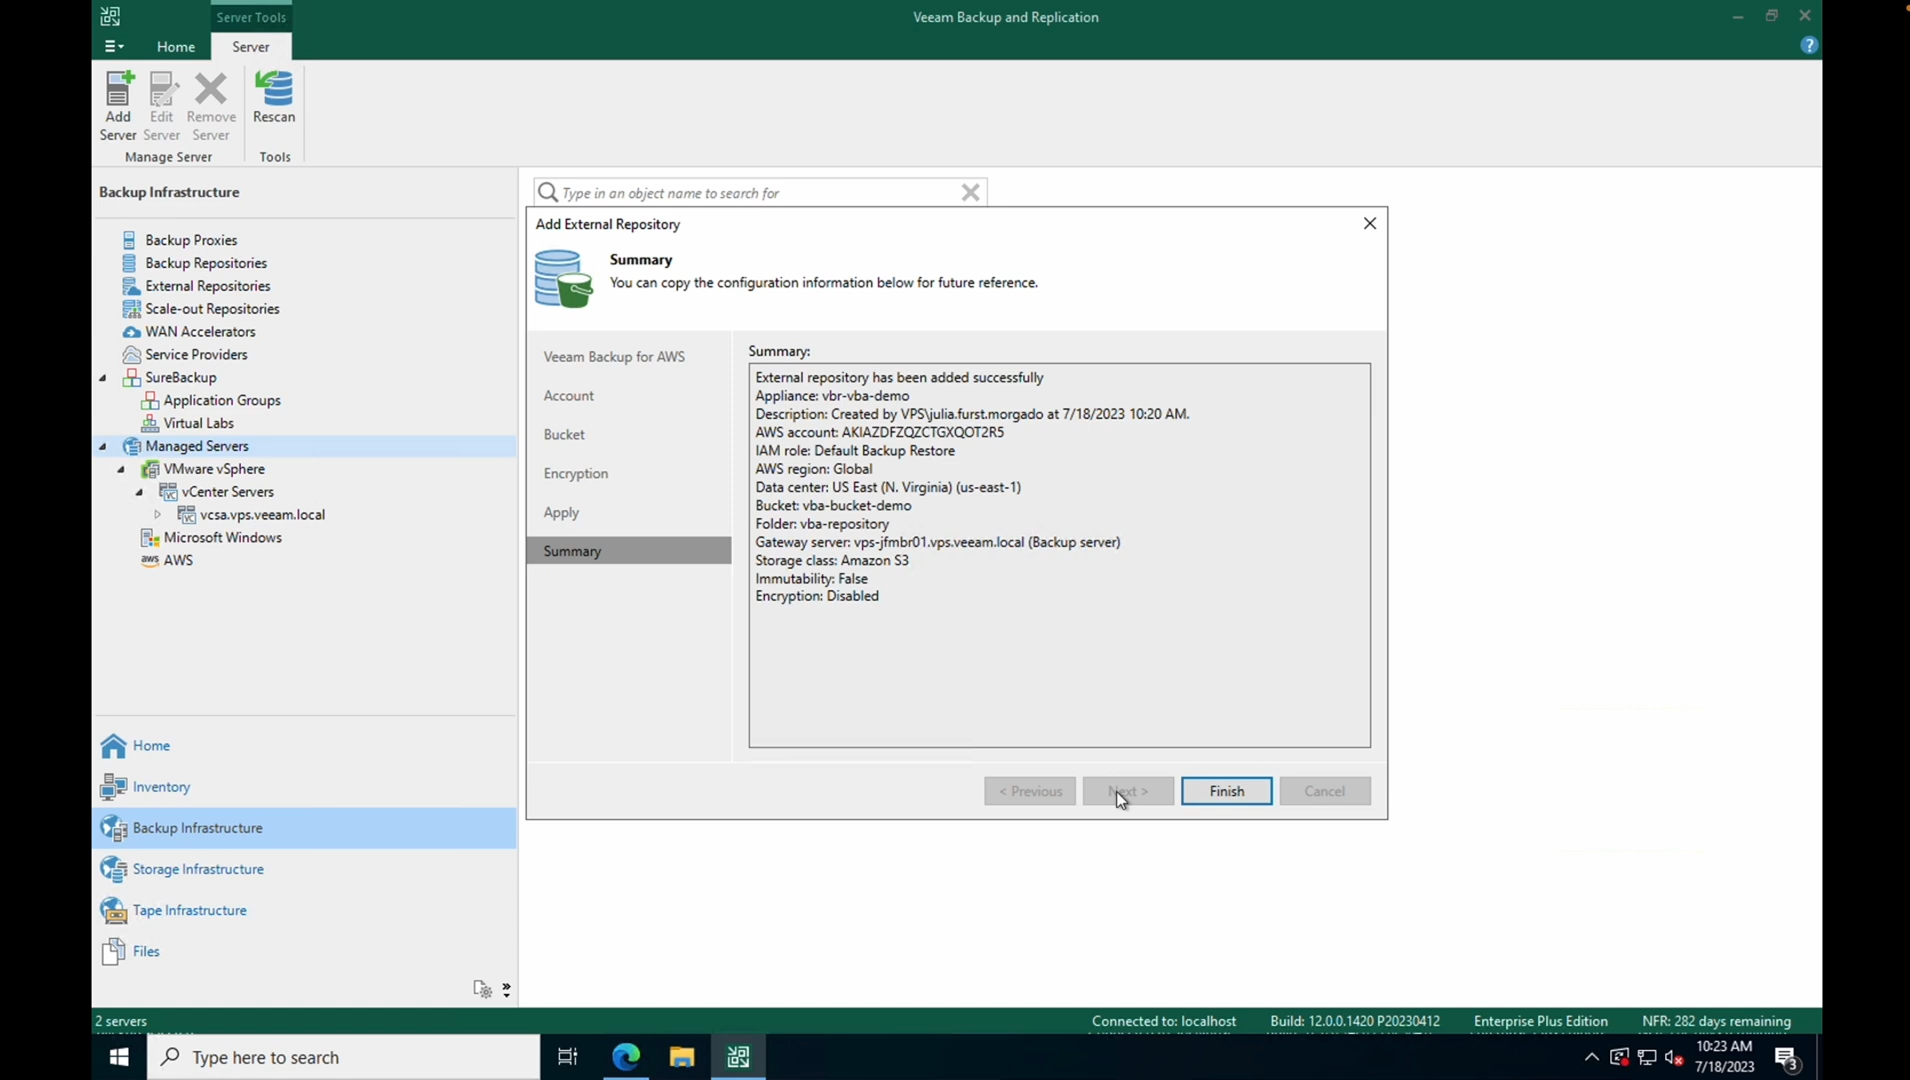 Server Tools
Veeam Backup and Replication
Home
Server
?
Add Server
Edit Server
Remove Server
Rescan
Manage Server
Tools
Backup Infrastructure
Backup Proxies
Backup Repositories
External Repositories
Scale-out Repositories
WAN Accelerators
Service Providers
SureBackup
Application Groups
Virtual Labs
Managed Servers
VMware vSphere
vCenter Servers
vcsa.vps.veeam.local
Microsoft Windows
aws AWS
Home
Inventory
Backup Infrastructure
Storage Infrastructure
Tape Infrastructure
Files
Type in an object name to search for
Add External Repository
Summary
You can copy the configuration information below for future reference.
Veeam Backup for AWS
Account
Bucket
Encryption
Apply
Summary
Summary:
External repository has been added successfully
Appliance: vbr-vba-demo
Description: Created by VPS\julia.furst.morgado at 7/18/2023 10:20 AM.
AWS account: AKIAZDFZQZCTGXQOT2R5
IAM role: Default Backup Restore
AWS region: Global
Data center: US East (N. Virginia) (us-east-1)
Bucket: vba-bucket-demo
Folder: vba-repository
Gateway server: vps-jfmbr01.vps.veeam.local (Backup server)
Storage class: Amazon S3
Immutability: False
Encryption: Disabled
< Previous
Next >
Finish
Cancel
2 servers
Connected to: localhost
Build: 12.0.0.1420 P20230412
Enterprise Plus Edition
NFR: 282 days remaining
Type here to search
10:23 AM
7/18/2023
3